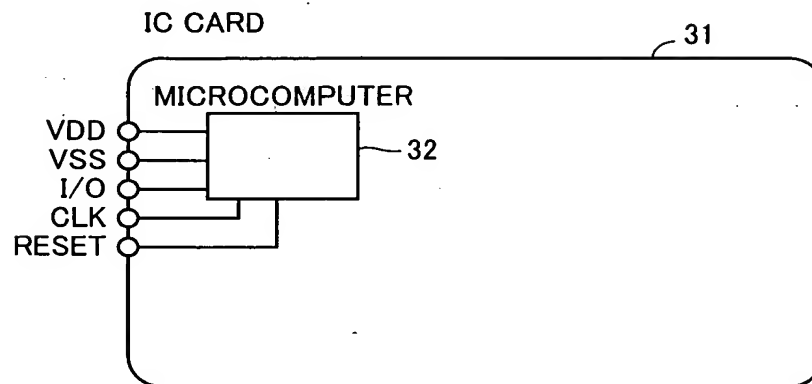 IC CARD
31
MICROCOMPUTER
VDD
VSS
32
I/O
CLK
RESET